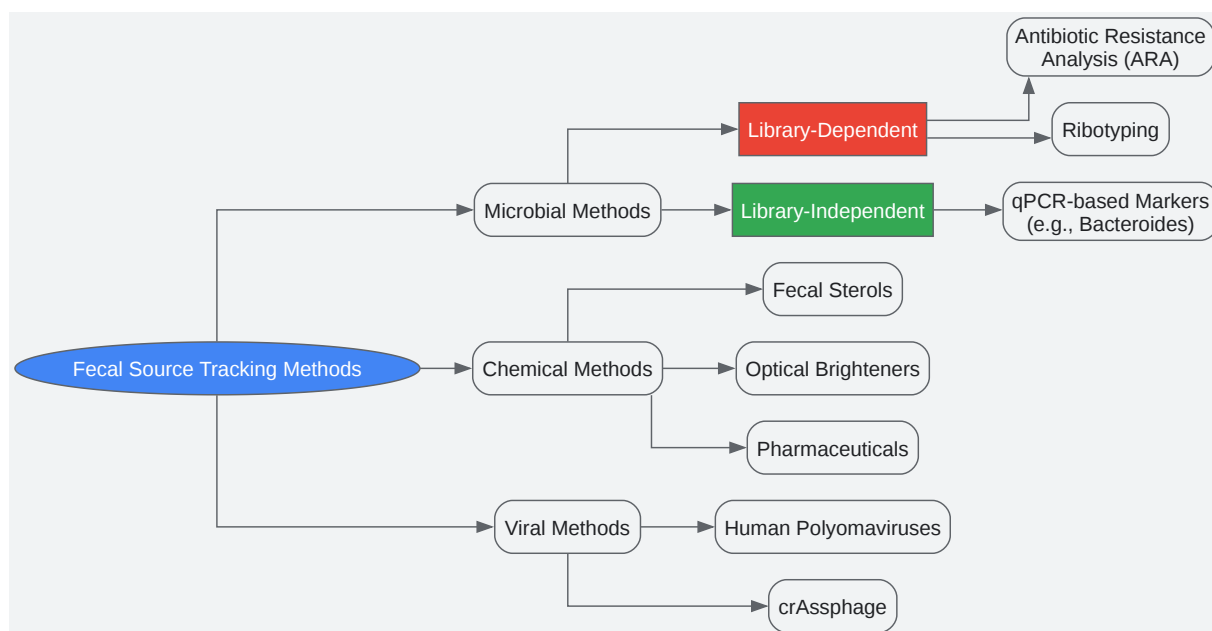 Antibiotic Resistance
Analysis (ARA)
Library-Dependent
Ribotyping
Microbial Methods
Library-Independent
qPCR-based Markers
(e.g., Bacteroides)
Fecal Sterols
Fecal Source Tracking Methods
Chemical Methods
Optical Brighteners
Pharmaceuticals
Viral Methods
Human Polyomaviruses
crAssphage